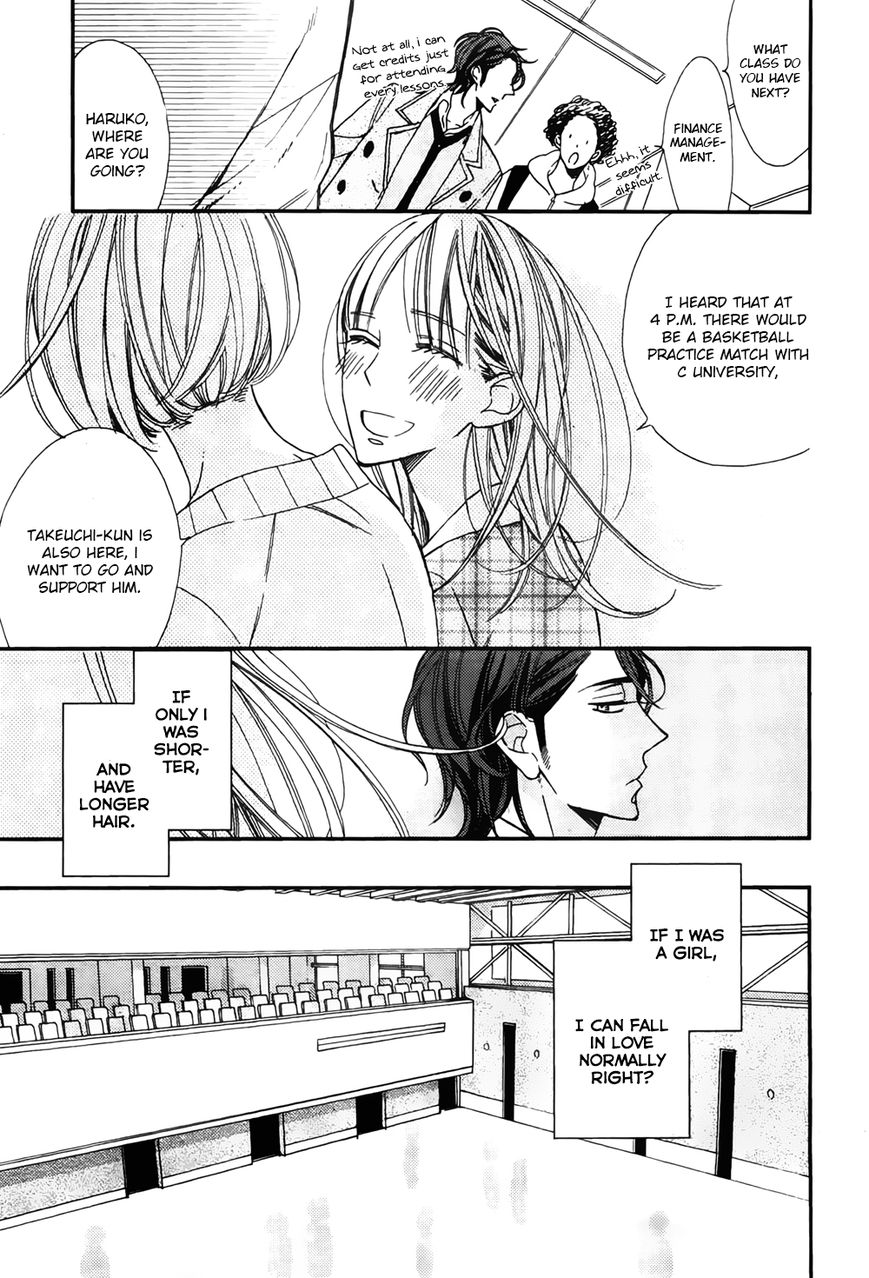 WHAT
CLASS DO
YOU HAVE
NEXT?
FINANCE
MANAGE-
MENT.
Ehhh, it
seems
difficult.
Not at all, i can
get credits just
for attending
every lessons.
HARUKO,
WHERE
ARE YOU
GOING?
I HEARD THAT AT
4 P.M. THERE WOULD
BE A BASKETBALL
PRACTICE MATCH WITH
C UNIVERSITY,
TAKEUCHI-KUN IS
ALSO HERE, I
WANT TO GO AND
SUPPORT HIM.
IF
ONLY I
WAS
SHOR-
TER,
AND
HAVE
LONGER
HAIR.
IF I WAS
A GIRL,
I CAN FALL
IN LOVE
NORMALLY
RIGHT?